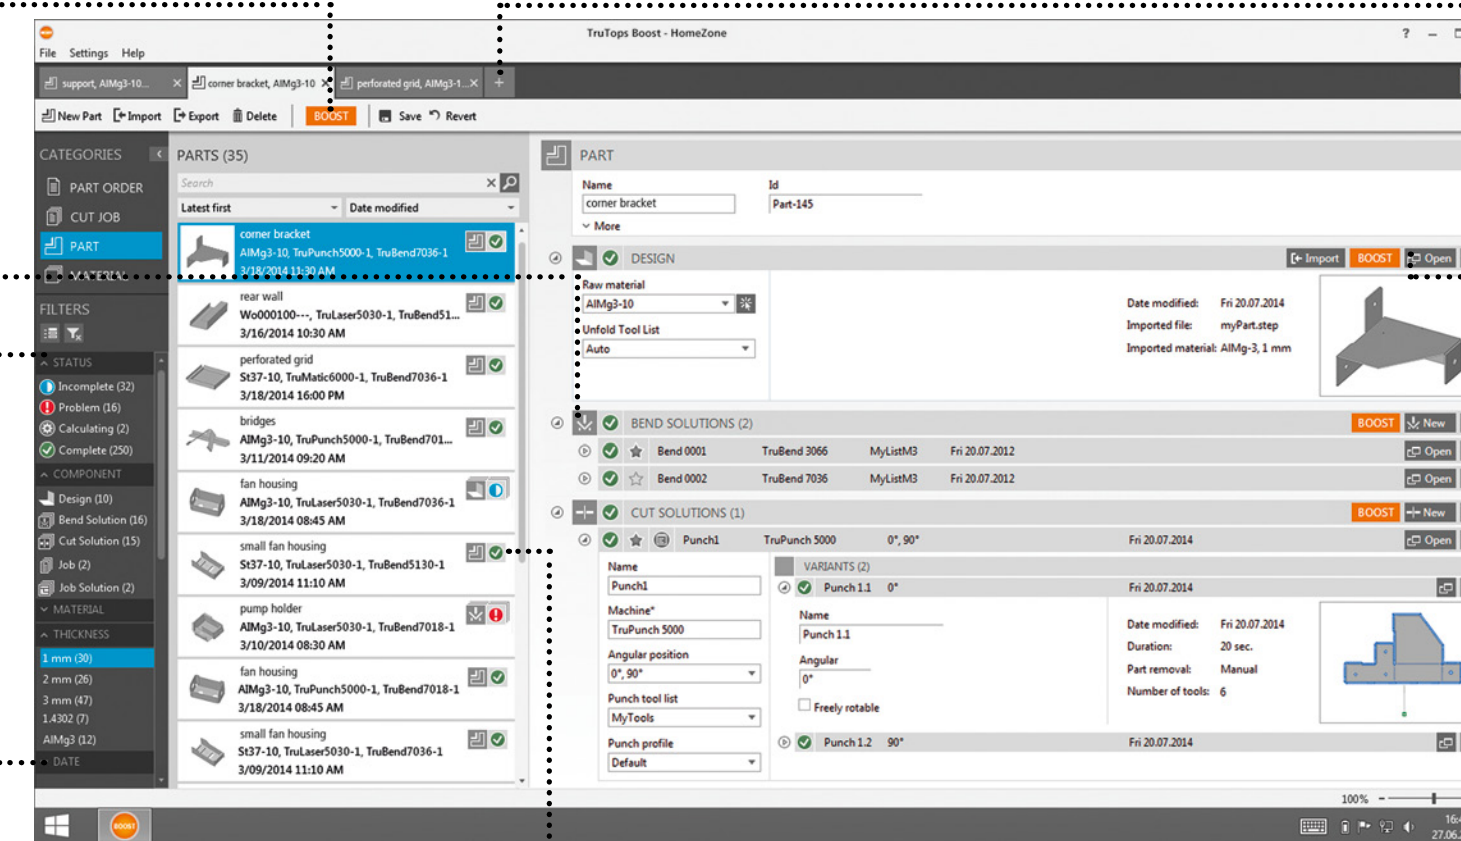 TruTops Boost - HomeZone
?
File Settings Help
support, AlMg3-10...
corner bracket, AlMg3-10
perforated grid, AlMg3-1...
New Part Import Export Delete BOOST Save Revert
CATEGORIES
PART ORDER
CUT JOB
PART
MATERIAL
FILTERS
STATUS
Incomplete (32)
Problem (16)
Calculating (2)
Complete (250)
COMPONENT
Design (10)
Bend Solution (16)
Cut Solution (15)
Job (2)
Job Solution (2)
MATERIAL
THICKNESS
1 mm (30)
2 mm (26)
3 mm (47)
1.4302 (7)
AlMg3 (12)
DATE
PARTS (35)
Search
Latest first
Date modified
corner bracket
AlMg3-10, TruPunch5000-1, TruBend7036-1
3/18/2014 11:30 AM
rear wall
Wo000100---, TruLaser5030-1, TruBend51...
3/16/2014 10:30 AM
perforated grid
St37-10, TruMatic6000-1, TruBend7036-1
3/18/2014 16:00 PM
bridges
AlMg3-10, TruPunch5000-1, TruBend701...
3/11/2014 09:20 AM
fan housing
AlMg3-10, TruLaser5030-1, TruBend7036-1
3/18/2014 08:45 AM
small fan housing
St37-10, TruLaser5030-1, TruBend5130-1
3/09/2014 11:10 AM
pump holder
AlMg3-10, TruLaser5030-1, TruBend7018-1
3/10/2014 08:30 AM
fan housing
AlMg3-10, TruPunch5000-1, TruBend7018-1
3/18/2014 08:45 AM
small fan housing
St37-10, TruLaser5030-1, TruBend7036-1
3/09/2014 11:10 AM
PART
Name
corner bracket
Id
Part-145
More
DESIGN
Import BOOST Open
Raw material
AlMg3-10
Unfold Tool List
Auto
Date modified: Fri 20.07.2014
Imported file: myPart.step
Imported material: AlMg-3, 1 mm
BEND SOLUTIONS (2)
BOOST New
Bend 0001 TruBend 3066 MyListM3 Fri 20.07.2012 Open
Bend 0002 TruBend 7036 MyListM3 Fri 20.07.2012 Open
CUT SOLUTIONS (1)
BOOST New
Punch1 TruPunch 5000 0°, 90° Fri 20.07.2014 Open
Name
Punch1
Machine*
TruPunch 5000
Angular position
0°, 90°
Punch tool list
MyTools
Punch profile
Default
VARIANTS (2)
Punch 1.1 0° Fri 20.07.2014
Name
Punch 1.1
Angular
0°
Freely rotable
Date modified: Fri 20.07.2014
Duration: 20 sec.
Part removal: Manual
Number of tools: 6
Punch 1.2 90° Fri 20.07.2014
100%
BOOST
27.06.